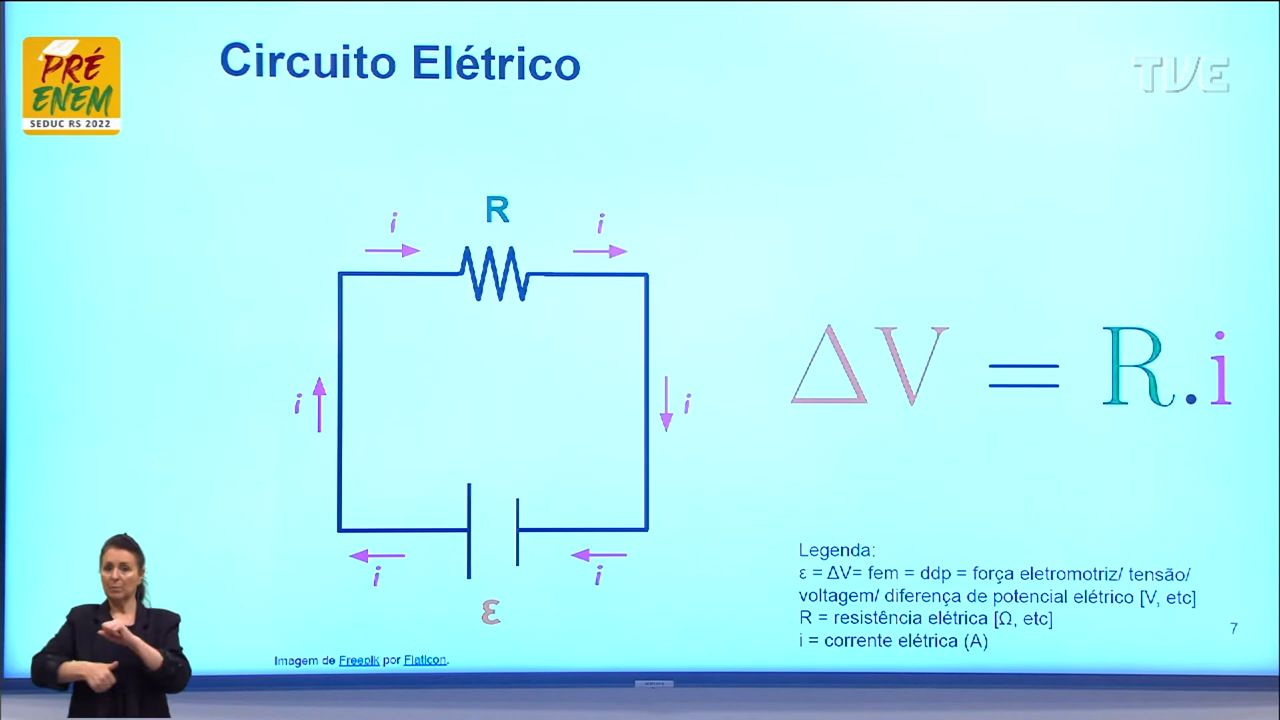 PRÉ
ENEM
SEDUC RS 2022
Circuito Elétrico
TVE
R
i
i
i
i
i
i
ε
ΔV = R.i
Legenda:
ε = ΔV= fem = ddp = força eletromotriz/ tensão/
voltagem/ diferença de potencial elétrico [V, etc]
R = resistência elétrica [Ω, etc]
i = corrente elétrica (A)
7
Imagem de Freepik por Flaticon.